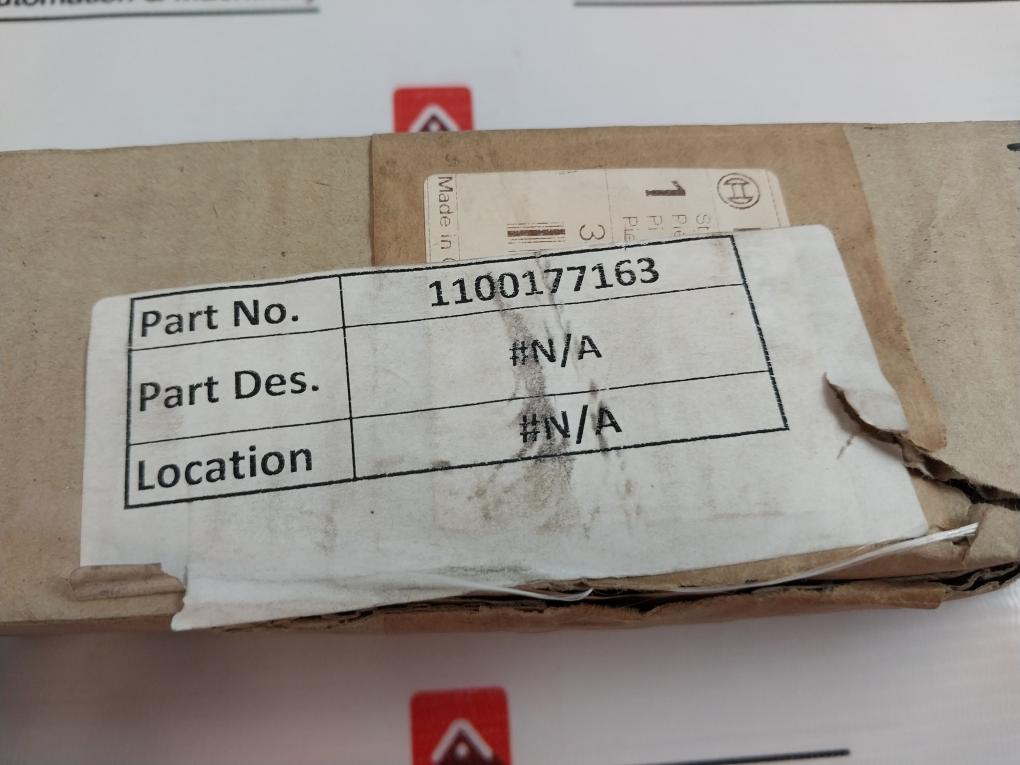 Made in
1
3
Part No. 1100177163
Part Des. #N/A
Location #N/A